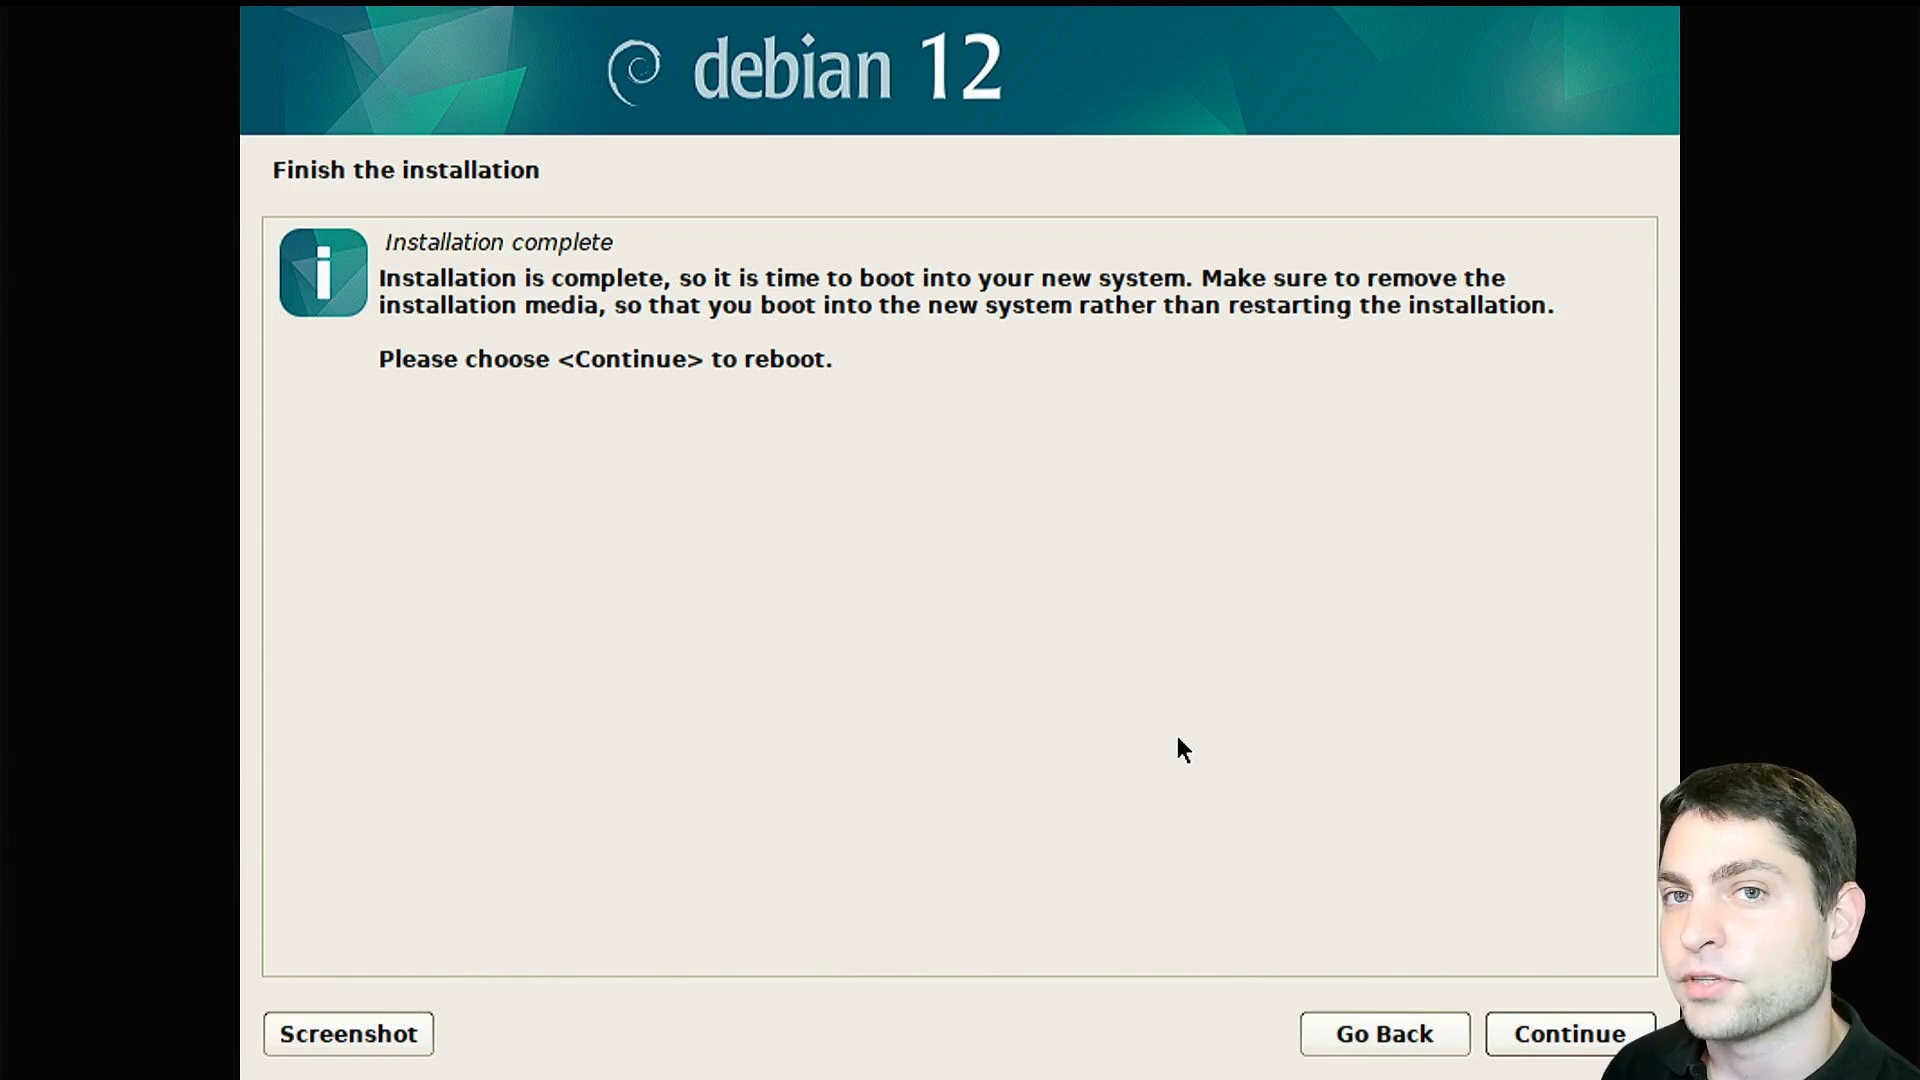 debian 12
Finish the installation
Installation complete
Installation is complete, so it is time to boot into your new system. Make sure to remove the
installation media, so that you boot into the new system rather than restarting the installation.
Please choose <Continue> to reboot.
Screenshot
Go Back
Continue